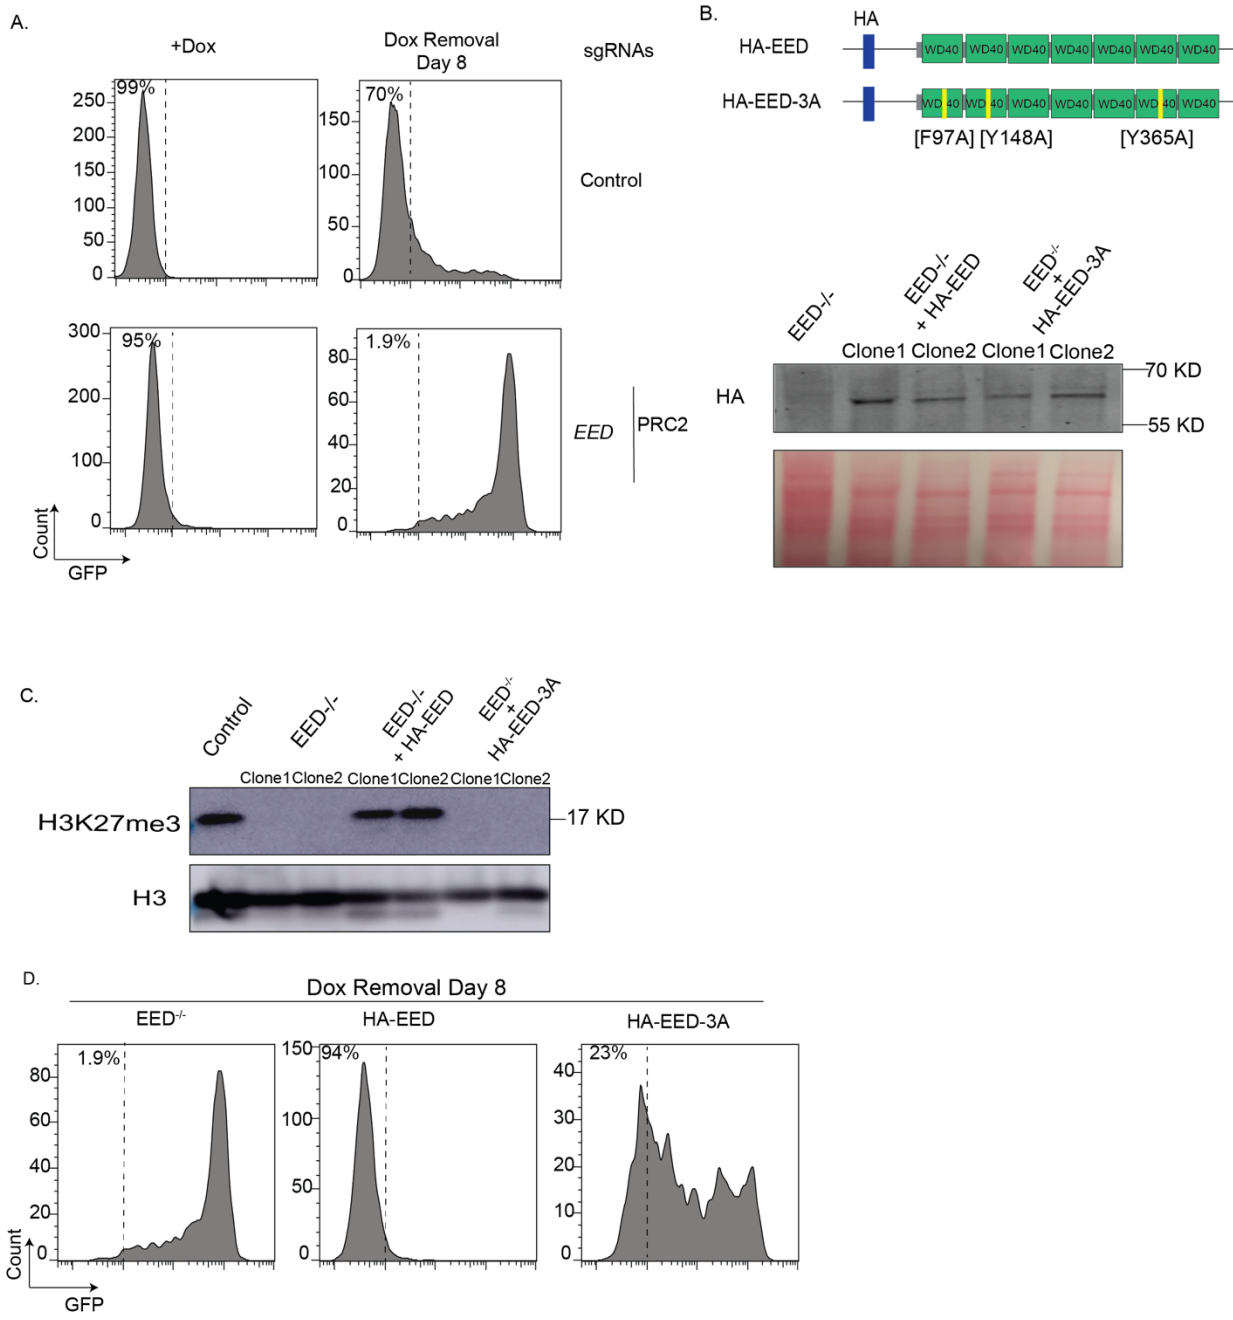 A.
+Dox
Dox Removal
Day 8
sgRNAs
99%
250
200
150
100
50
0
70%
150
100
50
0
Control
95%
300
200
100
0
1.9%
80
60
40
20
0
EED
PRC2
Count
GFP
B.
HA
HA-EED
WD40 WD40 WD40 WD40 WD40 WD40 WD40
HA-EED-3A
WD40 WD40 WD40 WD40 WD40 WD40 WD40
[F97A] [Y148A] [Y365A]
EED-/-
EED-/-
+ HA-EED
EED-/-
+
HA-EED-3A
Clone1 Clone2 Clone1 Clone2
HA
70 KD
55 KD
C.
Control
EED-/-
EED-/-
+ HA-EED
EED-/-
+
HA-EED-3A
Clone1 Clone2 Clone1 Clone2 Clone1 Clone2
H3K27me3
17 KD
H3
D.
Dox Removal Day 8
EED-/-
HA-EED
HA-EED-3A
1.9%
80
60
40
20
0
94%
150
100
50
0
23%
40
30
20
10
0
Count
GFP